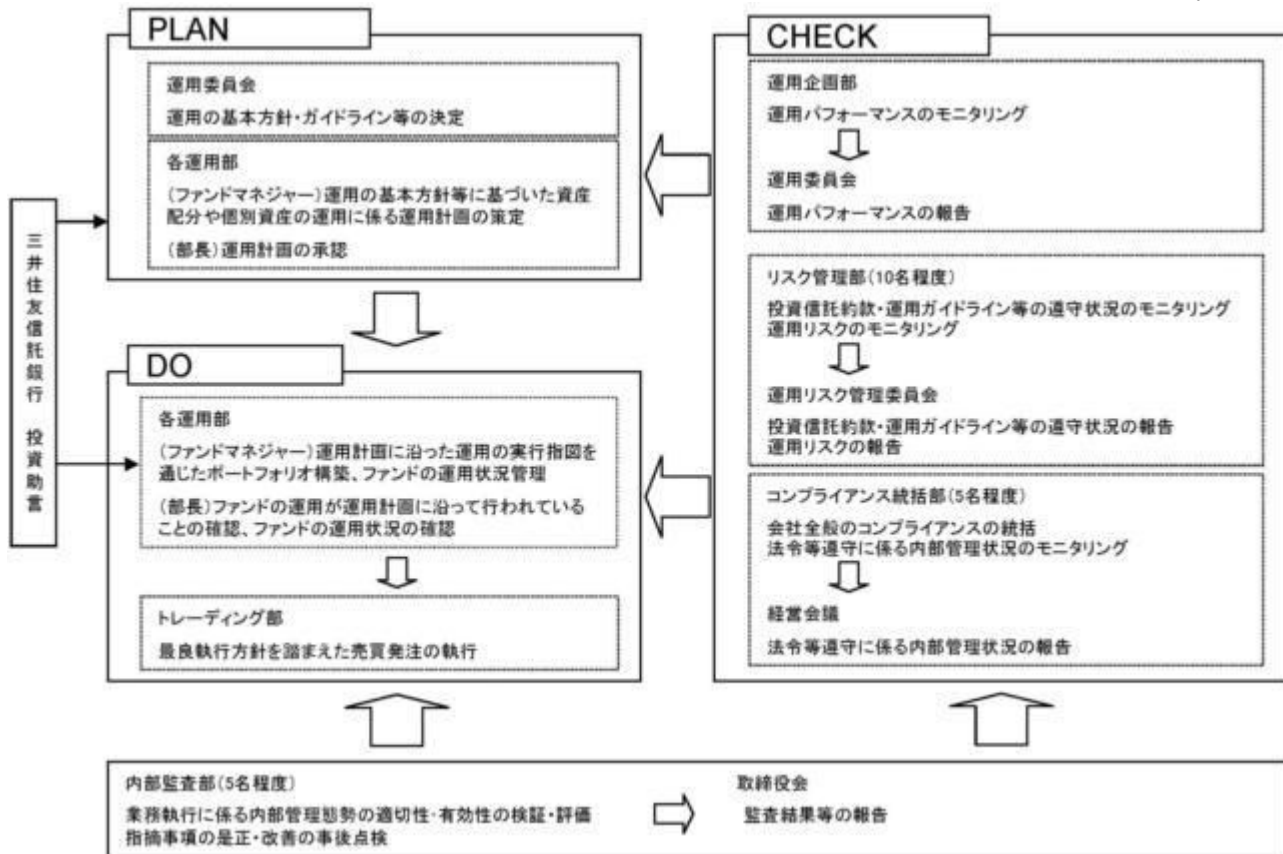 PLAN
運用委員会
運用の基本方針・ガイドライン等の決定
各運用部
(ファンドマネジャー)運用の基本方針等に基づいた資産
配分や個別資産の運用に係る運用計画の策定
(部長)運用計画の承認
三井住友信託銀行 投資助言
DO
各運用部
(ファンドマネジャー)運用計画に沿った運用の実行指図を
通じたポートフォリオ構築、ファンドの運用状況管理
(部長)ファンドの運用が運用計画に沿って行われている
ことの確認、ファンドの運用状況の確認
トレーディング部
最良執行方針を踏まえた売買発注の執行
CHECK
運用企画部
運用パフォーマンスのモニタリング
運用委員会
運用パフォーマンスの報告
リスク管理部(10名程度)
投資信託約款・運用ガイドライン等の遵守状況のモニタリング
運用リスクのモニタリング
運用リスク管理委員会
投資信託約款・運用ガイドライン等の遵守状況の報告
運用リスクの報告
コンプライアンス統括部(5名程度)
会社全般のコンプライアンスの統括
法令等遵守に係る内部管理状況のモニタリング
経営会議
法令等遵守に係る内部管理状況の報告
内部監査部(5名程度)
業務執行に係る内部管理態勢の適切性・有効性の検証・評価
指摘事項の是正・改善の事後点検
取締役会
監査結果等の報告